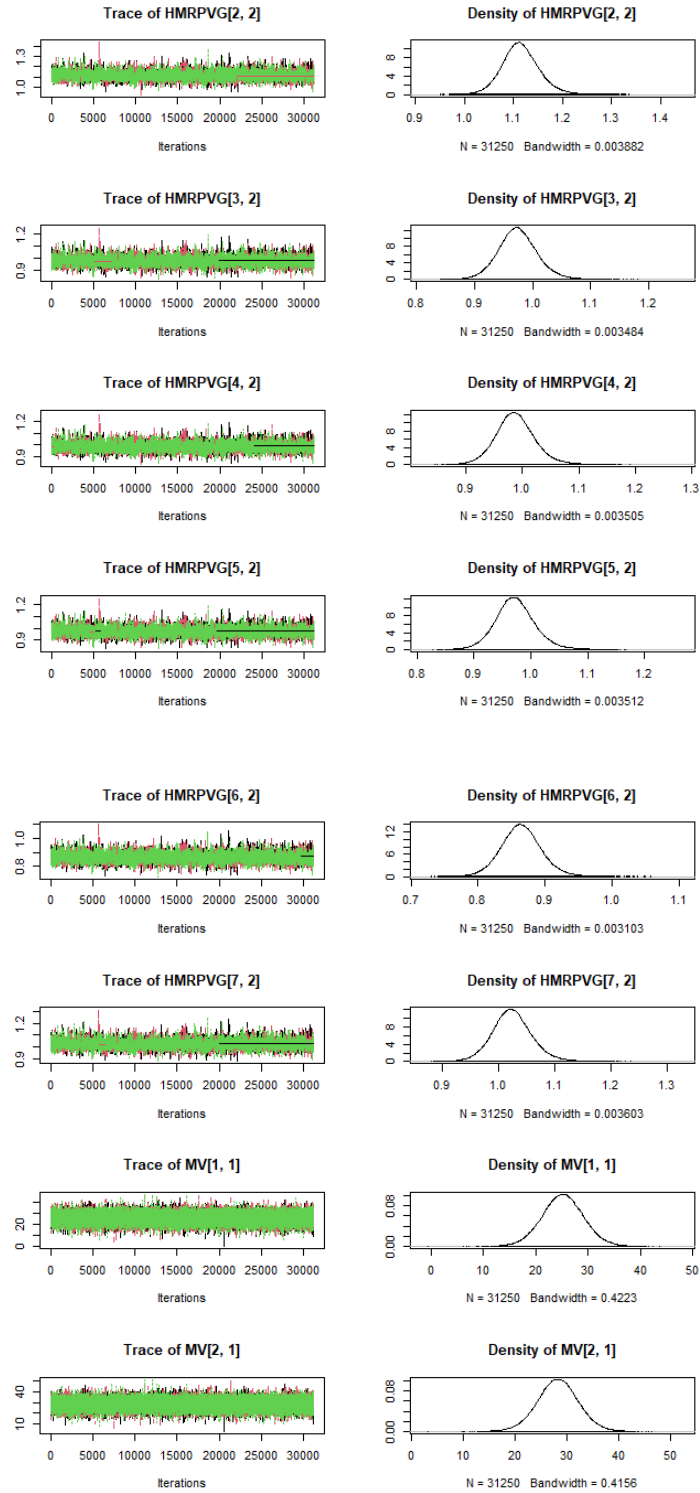 Trace of HMRPVG[2, 2]
Density of HMRPVG[2, 2]
1.0 1.3
0 4 8
0 5000 10000 15000 20000 25000 30000
0.9 1.0 1.1 1.2 1.3 1.4
Iterations
N = 31250 Bandwidth = 0.003882
Trace of HMRPVG[3, 2]
Density of HMRPVG[3, 2]
0.9 1.2
0 4 8
0 5000 10000 15000 20000 25000 30000
0.8 0.9 1.0 1.1 1.2
Iterations
N = 31250 Bandwidth = 0.003484
Trace of HMRPVG[4, 2]
Density of HMRPVG[4, 2]
0.9 1.2
0 4 8
0 5000 10000 15000 20000 25000 30000
0.9 1.0 1.1 1.2 1.3
Iterations
N = 31250 Bandwidth = 0.003505
Trace of HMRPVG[5, 2]
Density of HMRPVG[5, 2]
0.9 1.2
0 4 8
0 5000 10000 15000 20000 25000 30000
0.8 0.9 1.0 1.1 1.2
Iterations
N = 31250 Bandwidth = 0.003512
Trace of HMRPVG[6, 2]
Density of HMRPVG[6, 2]
0.8 1.0
0 6 12
0 5000 10000 15000 20000 25000 30000
0.7 0.8 0.9 1.0 1.1
Iterations
N = 31250 Bandwidth = 0.003103
Trace of HMRPVG[7, 2]
Density of HMRPVG[7, 2]
0.9 1.2
0 4 8
0 5000 10000 15000 20000 25000 30000
0.9 1.0 1.1 1.2 1.3
Iterations
N = 31250 Bandwidth = 0.003603
Trace of MV[1, 1]
Density of MV[1, 1]
0 20
0.00 0.08
0 5000 10000 15000 20000 25000 30000
0 10 20 30 40 50
Iterations
N = 31250 Bandwidth = 0.4223
Trace of MV[2, 1]
Density of MV[2, 1]
10 40
0.00 0.08
0 5000 10000 15000 20000 25000 30000
0 10 20 30 40 50
Iterations
N = 31250 Bandwidth = 0.4156